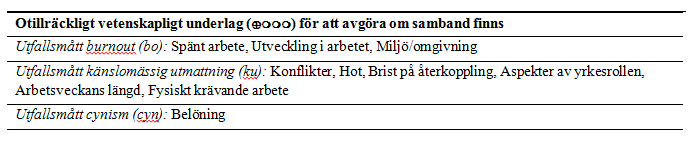 Otillräckligt vetenskapligt underlag (⊕○○○) för att avgöra om samband finns
Utfallsmått burnout (bo): Spänt arbete, Utveckling i arbetet, Miljö/omgivning
Utfallsmått känslomässig utmattning (ku): Konflikter, Hot, Brist på återkoppling, Aspekter av yrkesrollen,
Arbetsveckans längd, Fysiskt krävande arbete
Utfallsmått cynism (cyn): Belöning